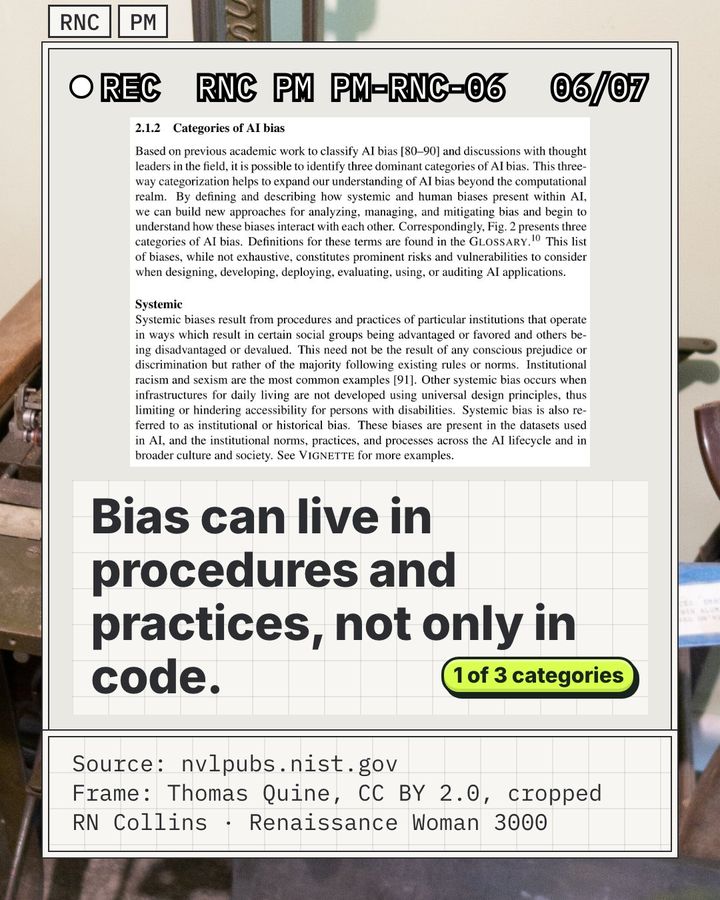 RNC PM
REC RNC PM PM-RNC-06 06/07
2.1.2 Categories of AI bias
Based on previous academic work to classify AI bias [80–90] and discussions with thought
leaders in the field, it is possible to identify three dominant categories of AI bias. This three-
way categorization helps to expand our understanding of AI bias beyond the computational
realm. By defining and describing how systemic and human biases present within AI,
we can build new approaches for analyzing, managing, and mitigating bias and begin to
understand how these biases interact with each other. Correspondingly, Fig. 2 presents three
categories of AI bias. Definitions for these terms are found in the GLOSSARY.10 This list
of biases, while not exhaustive, constitutes prominent risks and vulnerabilities to consider
when designing, developing, deploying, evaluating, using, or auditing AI applications.
Systemic
Systemic biases result from procedures and practices of particular institutions that operate
in ways which result in certain social groups being advantaged or favored and others be-
ing disadvantaged or devalued. This need not be the result of any conscious prejudice or
discrimination but rather of the majority following existing rules or norms. Institutional
racism and sexism are the most common examples [91]. Other systemic bias occurs when
infrastructures for daily living are not developed using universal design principles, thus
limiting or hindering accessibility for persons with disabilities. Systemic bias is also re-
ferred to as institutional or historical bias. These biases are present in the datasets used
in AI, and the institutional norms, practices, and processes across the AI lifecycle and in
broader culture and society. See VIGNETTE for more examples.
Bias can live in
procedures and
practices, not only in
code.
1 of 3 categories
Source: nvlpubs.nist.gov
Frame: Thomas Quine, CC BY 2.0, cropped
RN Collins · Renaissance Woman 3000